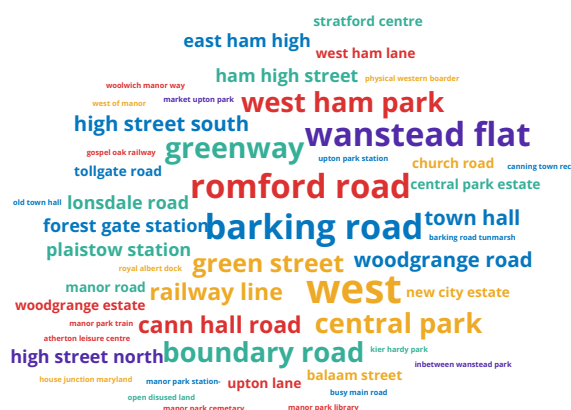 stratford centre
east ham high
west ham lane
ham high street
physical western boarder
woolwich manor way
market upton park
west of manor
west ham park
high street south
wanstead flat
greenway
gospel oak railway
upton park station
church road
canning town rec
tollgate road
romford road
central park estate
old town hall
lonsdale road
forest gate station
barking road
town hall
barking road tunmarsh
plaistow station
green street
woodgrange road
royal albert dock
manor road
railway line
west
new city estate
woodgrange estate
manor park train
cann hall road
central park
atherton leisure centre
high street north
boundary road
kier hardy park
inbetween wanstead park
house junction maryland
manor park station-
upton lane
balaam street
busy main road
open disused land
manor park cemetary
manor park library